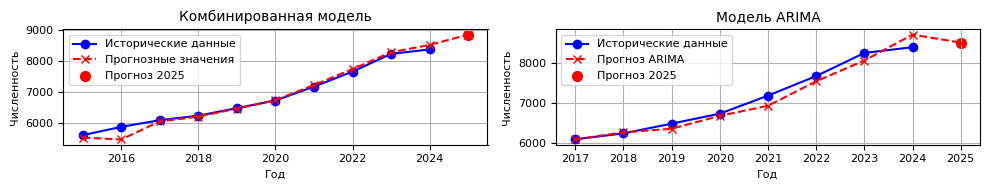 Комбинированная модель
Численность
9000
8000
7000
6000
Исторические данные
Прогнозные значения
Прогноз 2025
2016
2018
2020
2022
2024
Год
Модель ARIMA
Численность
8000
7000
6000
Исторические данные
Прогноз ARIMA
Прогноз 2025
2017
2018
2019
2020
2021
2022
2023
2024
2025
Год